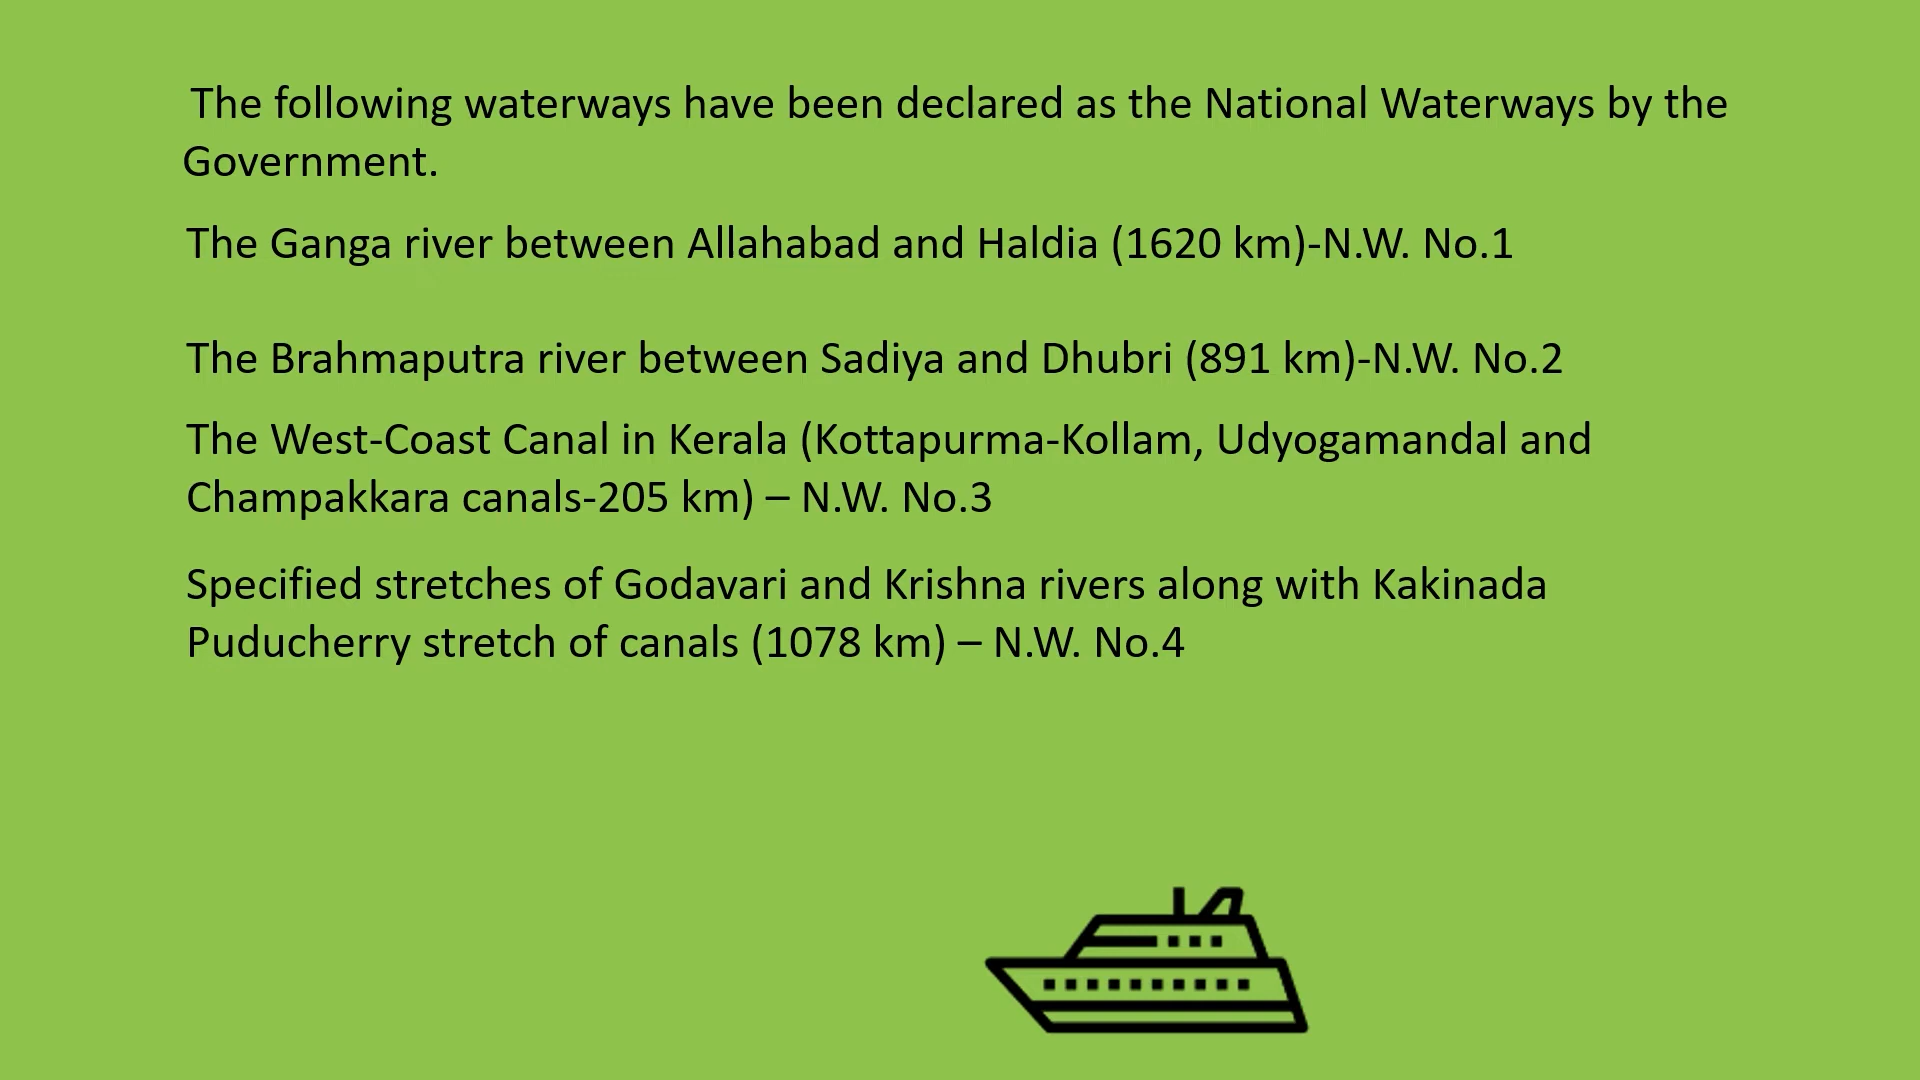 The following waterways have been declared as the National Waterways by the
Government.
The Ganga river between Allahabad and Haldia (1620 km)-N.W. No.1
The Brahmaputra river between Sadiya and Dhubri (891 km)-N.W. No.2
The West-Coast Canal in Kerala (Kottapurma-Kollam, Udyogamandal and
Champakkara canals-205 km) – N.W. No.3
Specified stretches of Godavari and Krishna rivers along with Kakinada
Puducherry stretch of canals (1078 km) – N.W. No.4